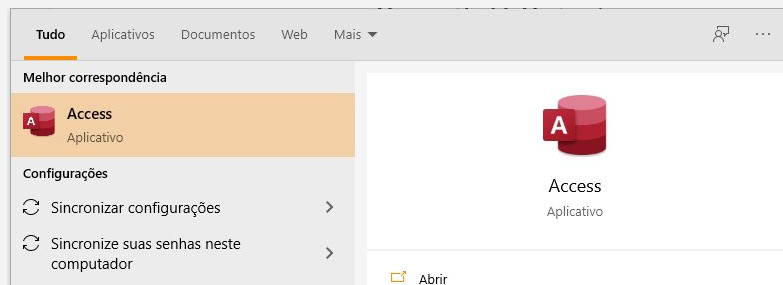 Tudo Aplicativos Documentos Web Mais
Melhor correspondência
A Access
Aplicativo
Configurações
Sincronizar configurações
Sincronize suas senhas neste
computador
A
Access
Aplicativo
Abrir